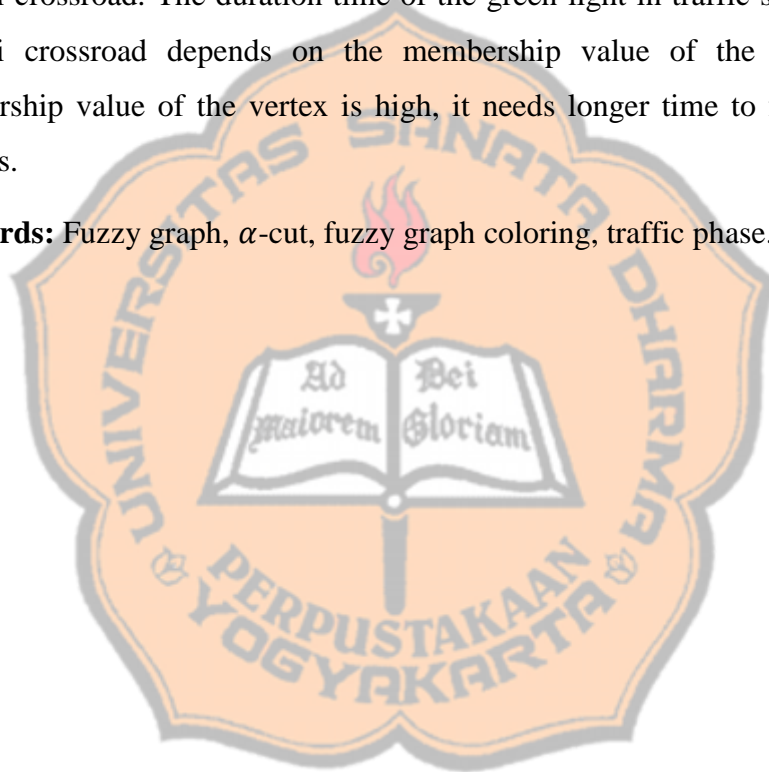 crossroad. The duration time of the green light in traffic s
i crossroad depends on the membership value of the
rship value of the vertex is high, it needs longer time to
s.
rds: Fuzzy graph, α-cut, fuzzy graph coloring, traffic phase.
UNIVERSITAS SANATA DHARMA
Ad Dei
Maiorem Gloriam
PERPUSTAKAAN
YOGYAKARTA